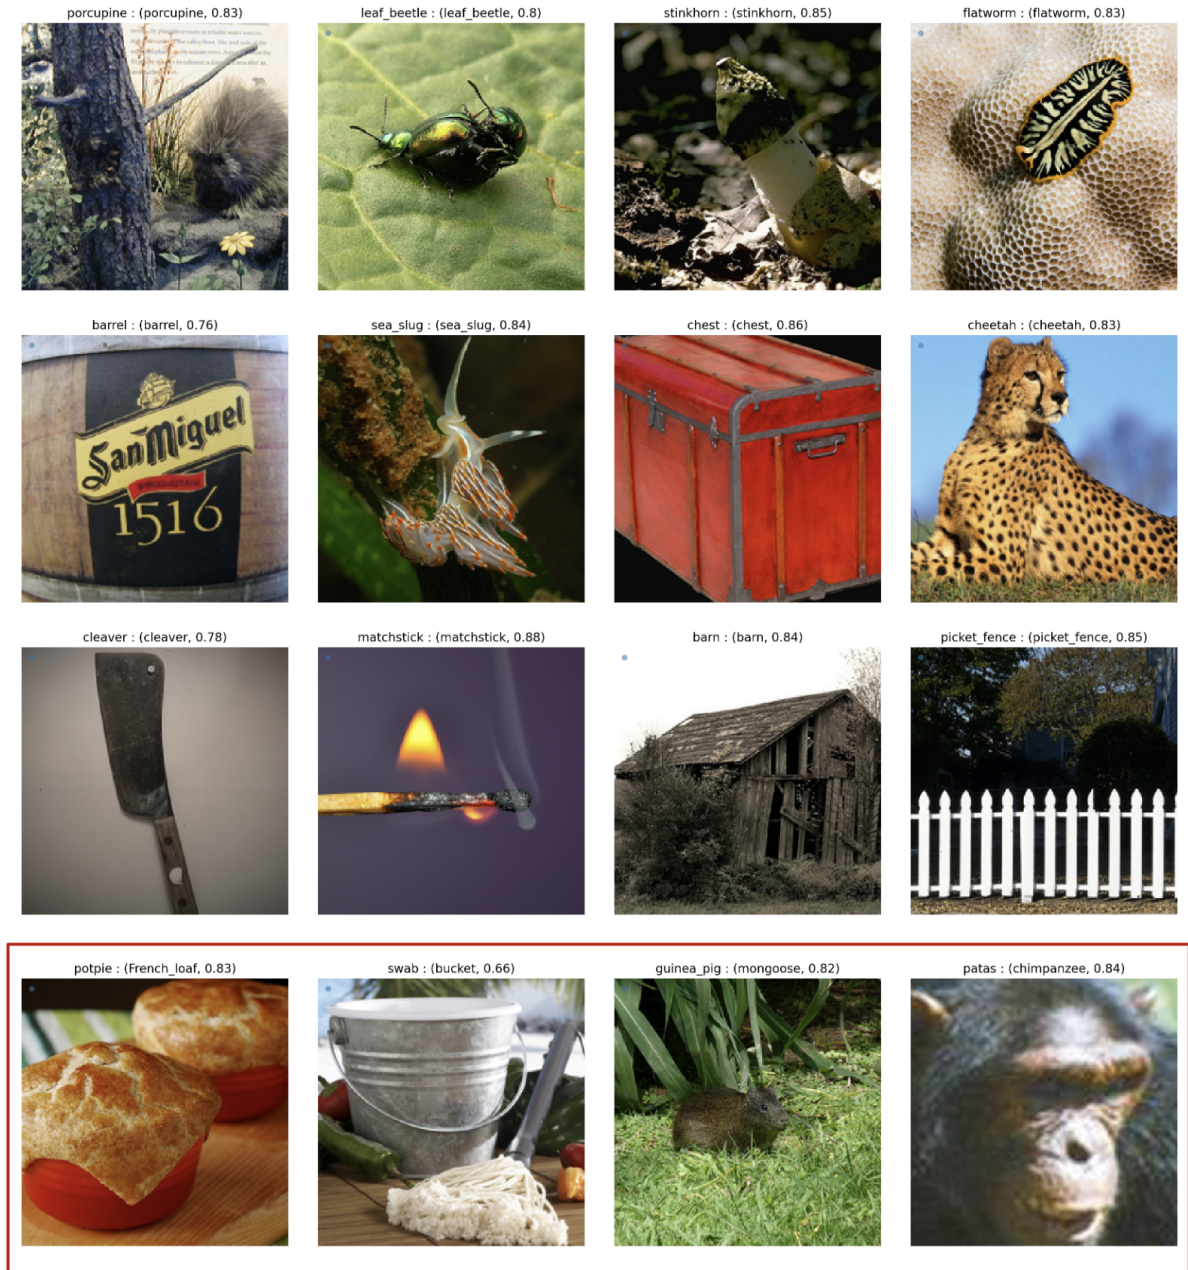 porcupine : (porcupine, 0.83)
leaf_beetle : (leaf_beetle, 0.8)
stinkhorn : (stinkhorn, 0.85)
flatworm : (flatworm, 0.83)
barrel : (barrel, 0.76)
sea_slug : (sea_slug, 0.84)
chest : (chest, 0.86)
cheetah : (cheetah, 0.83)
San Miguel
1516
cleaver : (cleaver, 0.78)
matchstick : (matchstick, 0.88)
barn : (barn, 0.84)
picket_fence : (picket_fence, 0.85)
potpie : (French_loaf, 0.83)
swab : (bucket, 0.66)
guinea_pig : (mongoose, 0.82)
patas : (chimpanzee, 0.84)